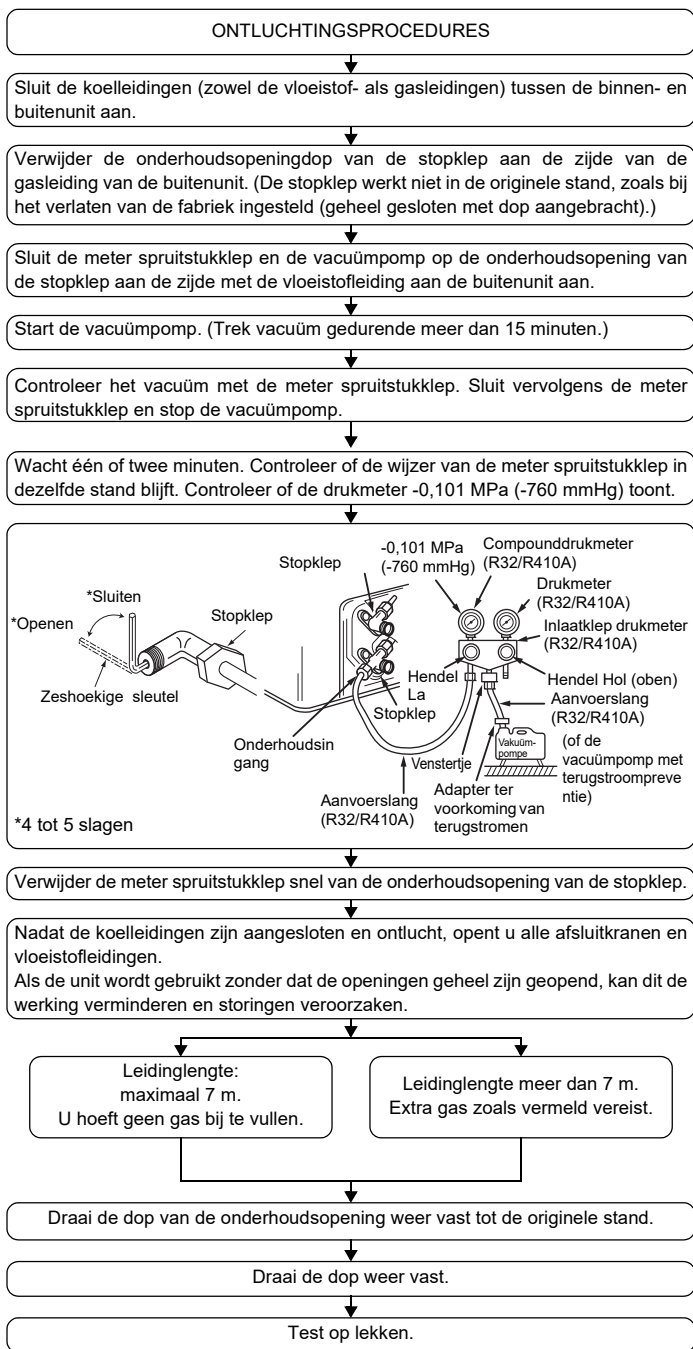 ONTLUCHTINGSPROCEDURES
Sluit de koelleidingen (zowel de vloeistof- als gasleidingen) tussen de binnen- en
buitenunit aan.
Verwijder de onderhoudsopeningdop van de stopklep aan de zijde van de
gasleiding van de buitenunit. (De stopklep werkt niet in de originele stand, zoals bij
het verlaten van de fabriek ingesteld (geheel gesloten met dop aangebracht).)
Sluit de meter spruitstukklep en de vacuümpomp op de onderhoudsopening van
de stopklep aan de zijde met de vloeistofleiding aan de buitenunit aan.
Start de vacuümpomp. (Trek vacuüm gedurende meer dan 15 minuten.)
Controleer het vacuüm met de meter spruitstukklep. Sluit vervolgens de meter
spruitstukklep en stop de vacuümpomp.
Wacht één of twee minuten. Controleer of de wijzer van de meter spruitstukklep in
dezelfde stand blijft. Controleer of de drukmeter -0,101 MPa (-760 mmHg) toont.
*Sluiten
*Openen
Stopklep
Zeshoekige sleutel
*4 tot 5 slagen
Stopklep
-0,101 MPa
(-760 mmHg)
Compounddrukmeter
(R32/R410A)
Drukmeter
(R32/R410A)
Inlaatklep drukmeter
(R32/R410A)
Hendel
La
Hendel Hol (oben)
Stopklep
Onderhoudsin
gang
Aanvoerslang
(R32/R410A)
Venstertje
Aanvoerslang
(R32/R410A)
Vakuüm-
pompe
Adapter ter
voorkoming van
terugstromen
(of de
vacuümpomp met
terugstroompreve
ntie)
Verwijder de meter spruitstukklep snel van de onderhoudsopening van de stopklep.
Nadat de koelleidingen zijn aangesloten en ontlucht, opent u alle afsluitkranen en
vloeistofleidingen.
Als de unit wordt gebruikt zonder dat de openingen geheel zijn geopend, kan dit de
werking verminderen en storingen veroorzaken.
Leidinglengte:
maximaal 7 m.
U hoeft geen gas bij te vullen.
Leidinglengte meer dan 7 m.
Extra gas zoals vermeld vereist.
Draai de dop van de onderhoudsopening weer vast tot de originele stand.
Draai de dop weer vast.
Test op lekken.